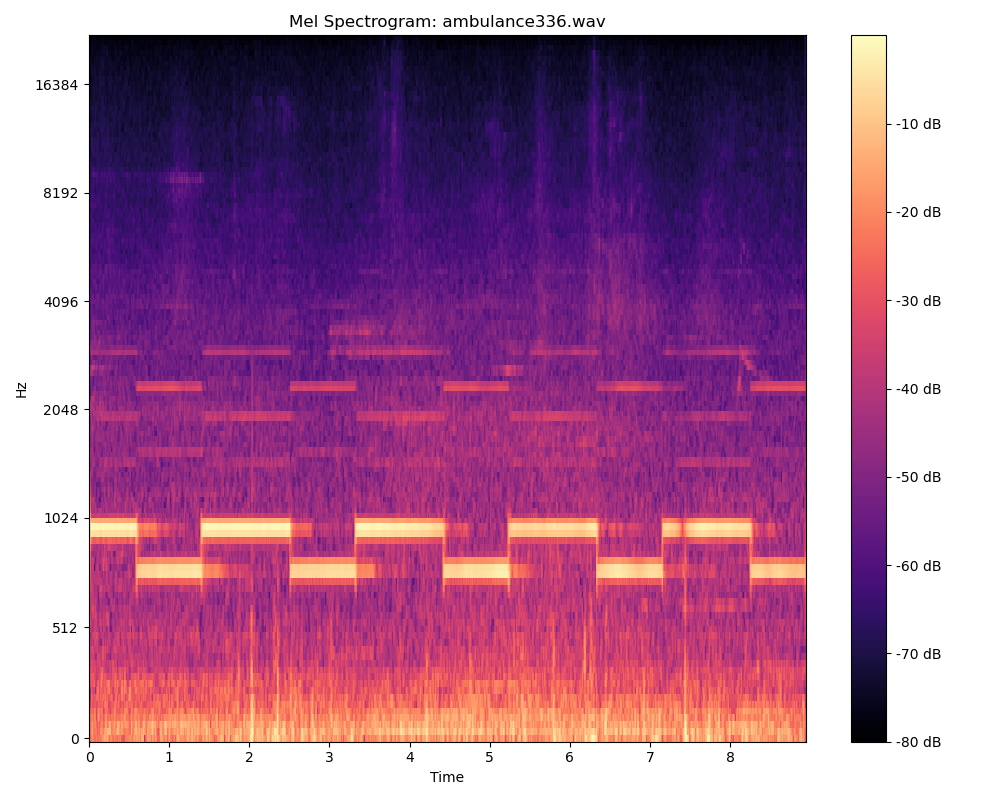 Mel Spectrogram: ambulance336.wav
16384
8192
4096
2048
1024
512
0
Hz
0 1 2 3 4 5 6 7 8
Time
-10 dB
-20 dB
-30 dB
-40 dB
-50 dB
-60 dB
-70 dB
-80 dB